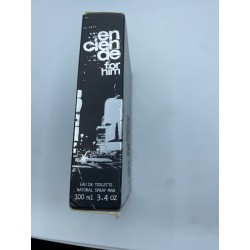 en
cien
de
for
him
EAU DE TOILETTE
NATURAL SPRAY MAN
100 ml 3.4 oz